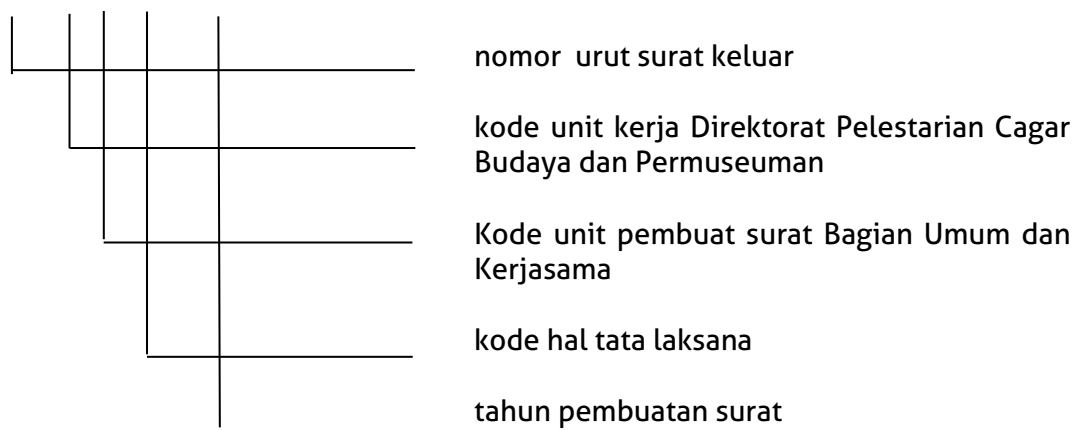 nomor urut surat keluar
kode unit kerja Direktorat Pelestarian Cagar
Budaya dan Permuseuman
Kode unit pembuat surat Bagian Umum dan
Kerjasama
kode hal tata laksana
tahun pembuatan surat